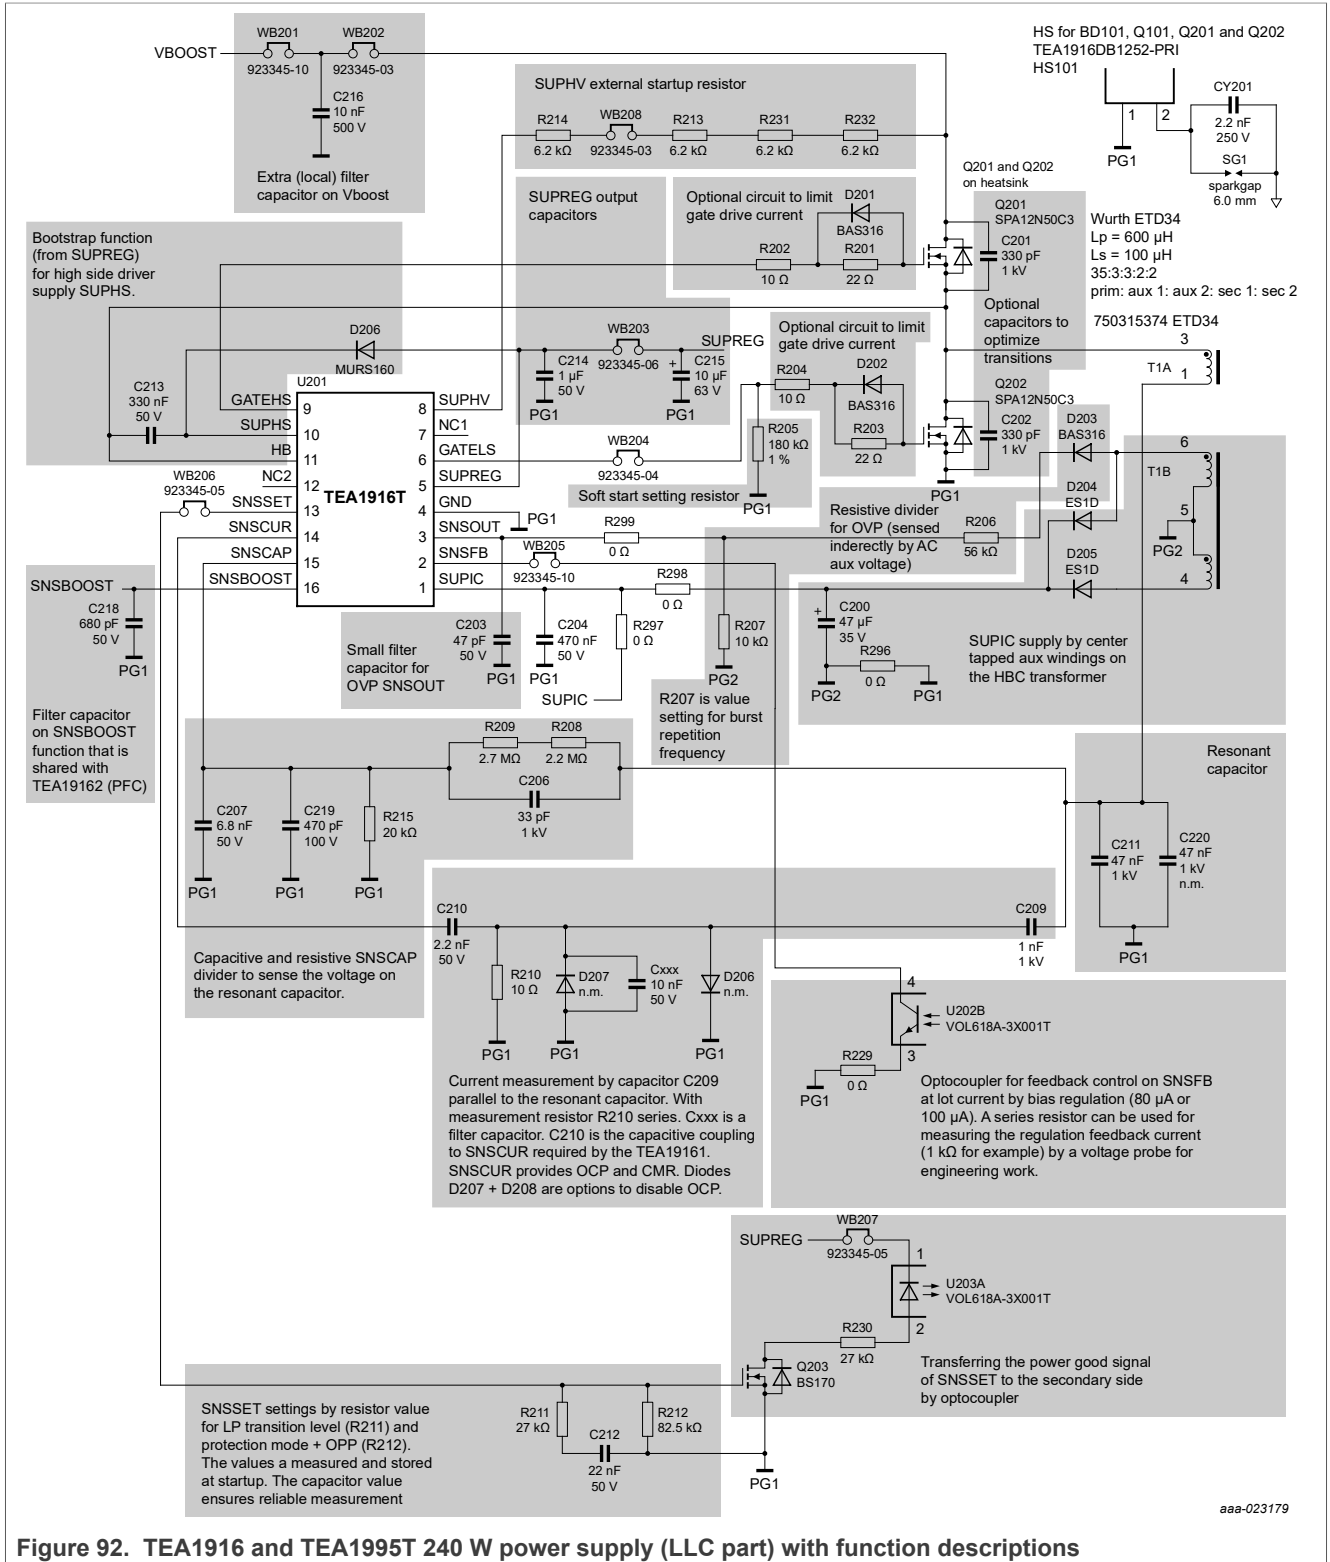 VBOOST
WB201
923345-10
WB202
923345-03
C216
10 nF
500 V
Extra (local) filter
capacitor on Vboost
SUPHV external startup resistor
R214
6.2 kΩ
WB208
923345-03
R213
6.2 kΩ
R231
6.2 kΩ
R232
6.2 kΩ
HS for BD101, Q101, Q201 and Q202
TEA1916DB1252-PRI
HS101
1
2
PG1
CY201
2.2 nF
250 V
SG1
sparkgap
6.0 mm
Bootstrap function
(from SUPREG)
for high side driver
supply SUPHS.
SUPREG output
capacitors
Optional circuit to limit
gate drive current
D201
BAS316
R202
10 Ω
R201
22 Ω
Q201 and Q202
on heatsink
Q201
SPA12N50C3
C201
330 pF
1 kV
Optional
capacitors to
optimize
transitions
Wurth ETD34
Lp = 600 µH
Ls = 100 µH
35:3:3:2:2
prim: aux 1: aux 2: sec 1: sec 2
750315374 ETD34
3
T1A
1
D206
MURS160
C213
330 nF
50 V
WB203
923345-06
SUPREG
C214
1 µF
50 V
PG1
+
C215
10 µF
63 V
PG1
Optional circuit to limit
gate drive current
R204
10 Ω
D202
BAS316
R203
22 Ω
Q202
SPA12N50C3
C202
330 pF
1 kV
PG1
U201
TEA1916T
GATEHS
9
SUPHS
10
HB
11
NC2
12
SNSSET
13
SNSCUR
14
SNSCAP
15
SNSBOOST
16
8
SUPHV
7
NC1
6
GATELS
5
SUPREG
4
GND
3
SNSOUT
2
SNSFB
1
SUPIC
PG1
WB206
923345-05
WB204
923345-04
R205
180 kΩ
1 %
PG1
Soft start setting resistor
D203
BAS316
D204
ES1D
D205
ES1D
6
T1B
5
PG2
4
Resistive divider
for OVP (sensed
inderectly by AC
aux voltage)
R206
56 kΩ
R299
0 Ω
WB205
923345-10
R298
0 Ω
R297
0 Ω
SUPIC
SNSBOOST
C218
680 pF
50 V
PG1
Filter capacitor
on SNSBOOST
function that is
shared with
TEA19162 (PFC)
Small filter
capacitor for
OVP SNSOUT
C203
47 pF
50 V
PG1
C204
470 nF
50 V
PG1
R207
10 kΩ
PG2
R207 is value
setting for burst
repetition
frequency
+
C200
47 µF
35 V
R296
0 Ω
PG2
PG1
SUPIC supply by center
tapped aux windings on
the HBC transformer
R209
2.7 MΩ
R208
2.2 MΩ
C206
33 pF
1 kV
C207
6.8 nF
50 V
PG1
C219
470 pF
100 V
PG1
R215
20 kΩ
PG1
Capacitive and resistive SNSCAP
divider to sense the voltage on
the resonant capacitor.
Resonant
capacitor
C211
47 nF
1 kV
C220
47 nF
1 kV
n.m.
PG1
C210
2.2 nF
50 V
C209
1 nF
1 kV
R210
10 Ω
PG1
D207
n.m.
PG1
Cxxx
10 nF
50 V
D206
n.m.
PG1
Current measurement by capacitor C209
parallel to the resonant capacitor. With
measurement resistor R210 series. Cxxx is a
filter capacitor. C210 is the capacitive coupling
to SNSCUR required by the TEA19161.
SNSCUR provides OCP and CMR. Diodes
D207 + D208 are options to disable OCP.
4
U202B
VOL618A-3X001T
3
R229
0 Ω
PG1
Optocoupler for feedback control on SNSFB
at lot current by bias regulation (80 µA or
100 µA). A series resistor can be used for
measuring the regulation feedback current
(1 kΩ for example) by a voltage probe for
engineering work.
SUPREG
WB207
923345-05
1
U203A
VOL618A-3X001T
2
R230
27 kΩ
Q203
BS170
PG1
Transferring the power good signal
of SNSSET to the secondary side
by optocoupler
SNSSET settings by resistor value
for LP transition level (R211) and
protection mode + OPP (R212).
The values a measured and stored
at startup. The capacitor value
ensures reliable measurement
R211
27 kΩ
C212
22 nF
50 V
R212
82.5 kΩ
aaa-023179
Figure 92. TEA1916 and TEA1995T 240 W power supply (LLC part) with function descriptions